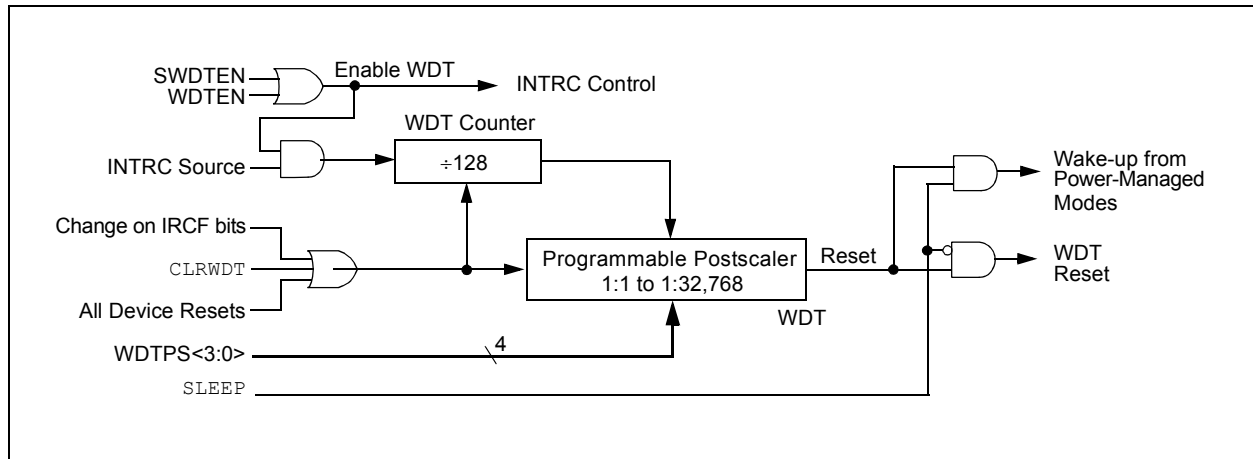 SWDTEN
WDTEN
Enable WDT
INTRC Control
WDT Counter
÷128
INTRC Source
Wake-up from
Power-Managed
Modes
Change on IRCF bits
CLRWDT
All Device Resets
Programmable Postscaler
1:1 to 1:32,768
Reset
WDT
Reset
WDT
WDTPS<3:0>
4
SLEEP